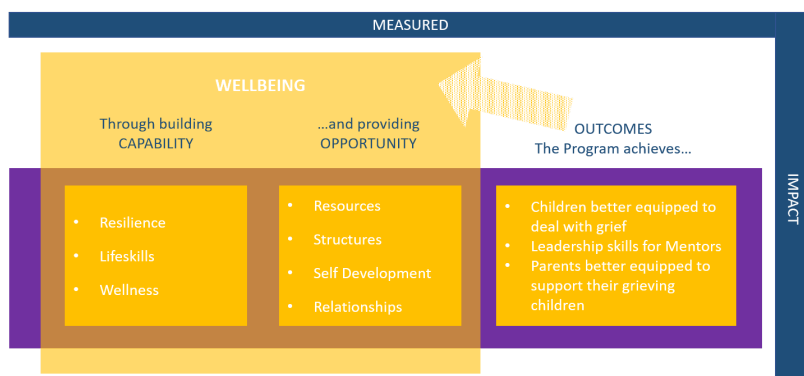 MEASURED
WELLBEING
Through building
CAPABILITY
...and providing
OPPORTUNITY
OUTCOMES
The Program achieves...
• Resilience
• Lifeskills
• Wellness
• Resources
• Structures
• Self Development
• Relationships
• Children better equipped to
deal with grief
• Leadership skills for Mentors
• Parents better equipped to
support their grieving
children
IMPACT